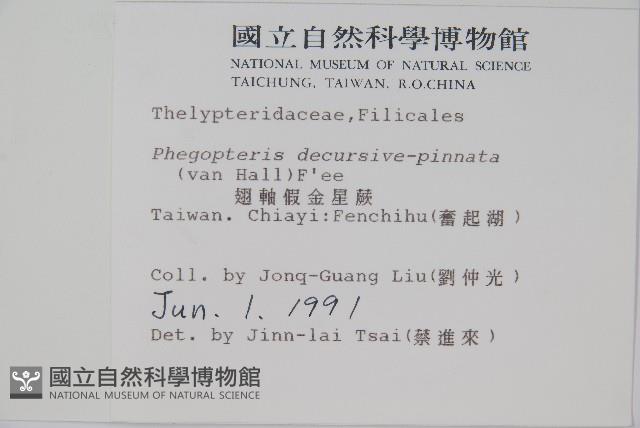 國立自然科學博物館
NATIONAL MUSEUM OF NATURAL SCIENCE
TAICHUNG, TAIWAN, R.O.CHINA
Thelypteridaceae,Filicales
Phegopteris decursive-pinnata
(van Hall)F'ee
翅軸假金星蕨
Taiwan. Chiayi:Fenchihu(奮起湖)
Coll. by Jonq-Guang Liu(劉仲光)
Jun. 1. 1991
Det. by Jinn-lai Tsai(蔡進來)
國立自然科學博物館
NATIONAL MUSEUM OF NATURAL SCIENCE